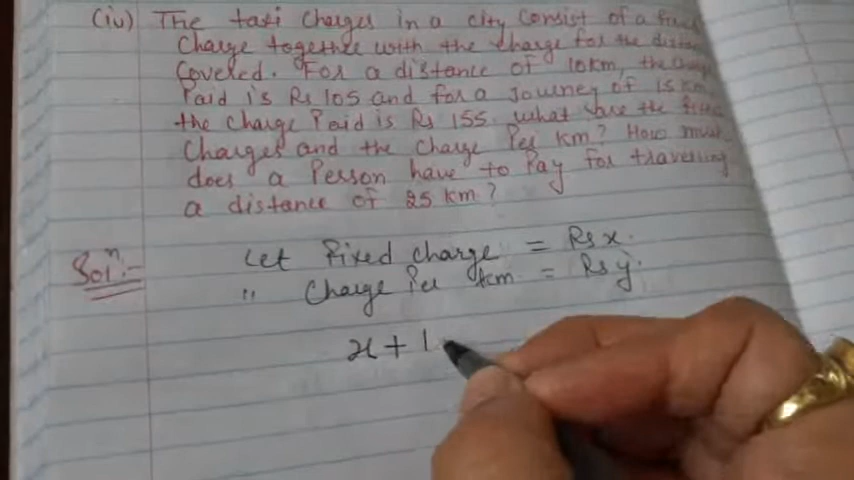 (iv) The taxi Charges in a city Consist of a fixed
Charge together with the charge for the distan
Covered. For a distance of 10km, the Charge
Paid is Rs 105 and for a Journey of 15 km
the Charge Paid is Rs 155. What are the fixed
Charges and the Charge Per km? How much
does a Person have to Pay for travelling
a distance of 25 km?
Solⁿ:- Let Fixed charge = Rs x.
" Charge Per km = Rs y.
x + 1